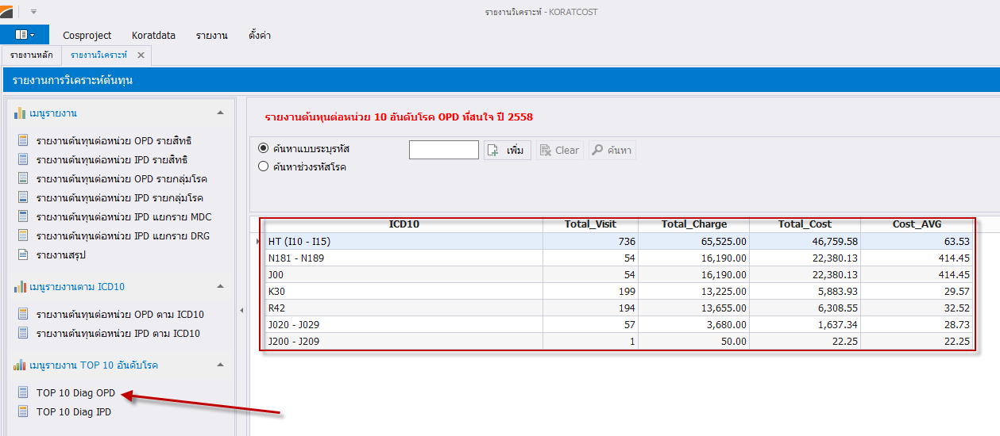 รายงานวิเคราะห์ - KORATCOST
Cosproject Koratdata รายงาน ตั้งค่า
รายงานหลัก รายงานวิเคราะห์
รายงานการวิเคราะห์ต้นทุน
เมนูรายงาน
รายงานต้นทุนต่อหน่วย OPD รายสิทธิ
รายงานต้นทุนต่อหน่วย IPD รายสิทธิ
รายงานต้นทุนต่อหน่วย OPD รายกลุ่มโรค
รายงานต้นทุนต่อหน่วย IPD รายกลุ่มโรค
รายงานต้นทุนต่อหน่วย IPD แยกราย MDC
รายงานต้นทุนต่อหน่วย IPD แยกราย DRG
รายงานสรุป
เมนูรายงานตาม ICD10
รายงานต้นทุนต่อหน่วย OPD ตาม ICD10
รายงานต้นทุนต่อหน่วย IPD ตาม ICD10
เมนูรายงาน TOP 10 อันดับโรค
TOP 10 Diag OPD
TOP 10 Diag IPD
รายงานต้นทุนต่อหน่วย 10 อันดับโรค OPD ที่สนใจ ปี 2558
ค้นหาแบบระบุรหัส เพิ่ม Clear ค้นหา
ค้นหาช่วงรหัสโรค
ICD10 Total_Visit Total_Charge Total_Cost Cost_AVG
HT (I10 - I15) 736 65,525.00 46,759.58 63.53
N181 - N189 54 16,190.00 22,380.13 414.45
J00 54 16,190.00 22,380.13 414.45
K30 199 13,225.00 5,883.93 29.57
R42 194 13,655.00 6,308.55 32.52
J020 - J029 57 3,680.00 1,637.34 28.73
J200 - J209 1 50.00 22.25 22.25